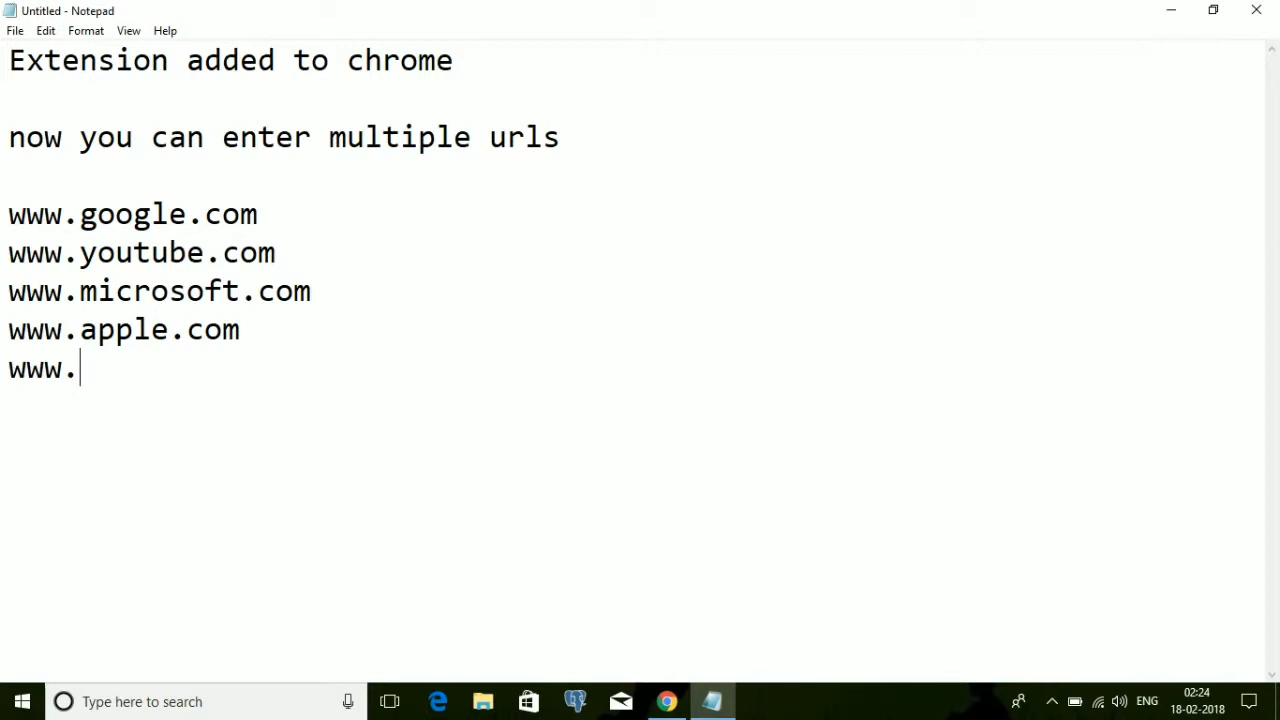 Untitled - Notepad
File Edit Format View Help
Extension added to chrome
now you can enter multiple urls
www.google.com
www.youtube.com
www.microsoft.com
www.apple.com
www.
Type here to search
ENG
02:24
18-02-2018